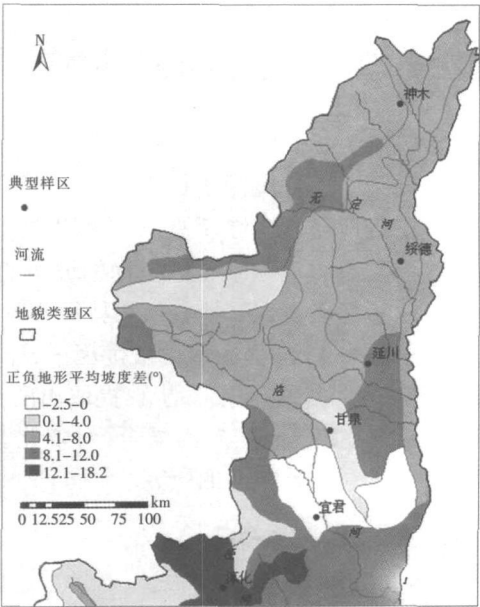 N
神木
典型样区
无
定
河
绥德
河流
地貌类型区
延川
正负地形平均坡度差(°)
洛
-2.5-0
0.1-4.0
甘泉
4.1-8.0
8.1-12.0
12.1-18.2
km
0 12.525 50 75 100
宜君
河
化